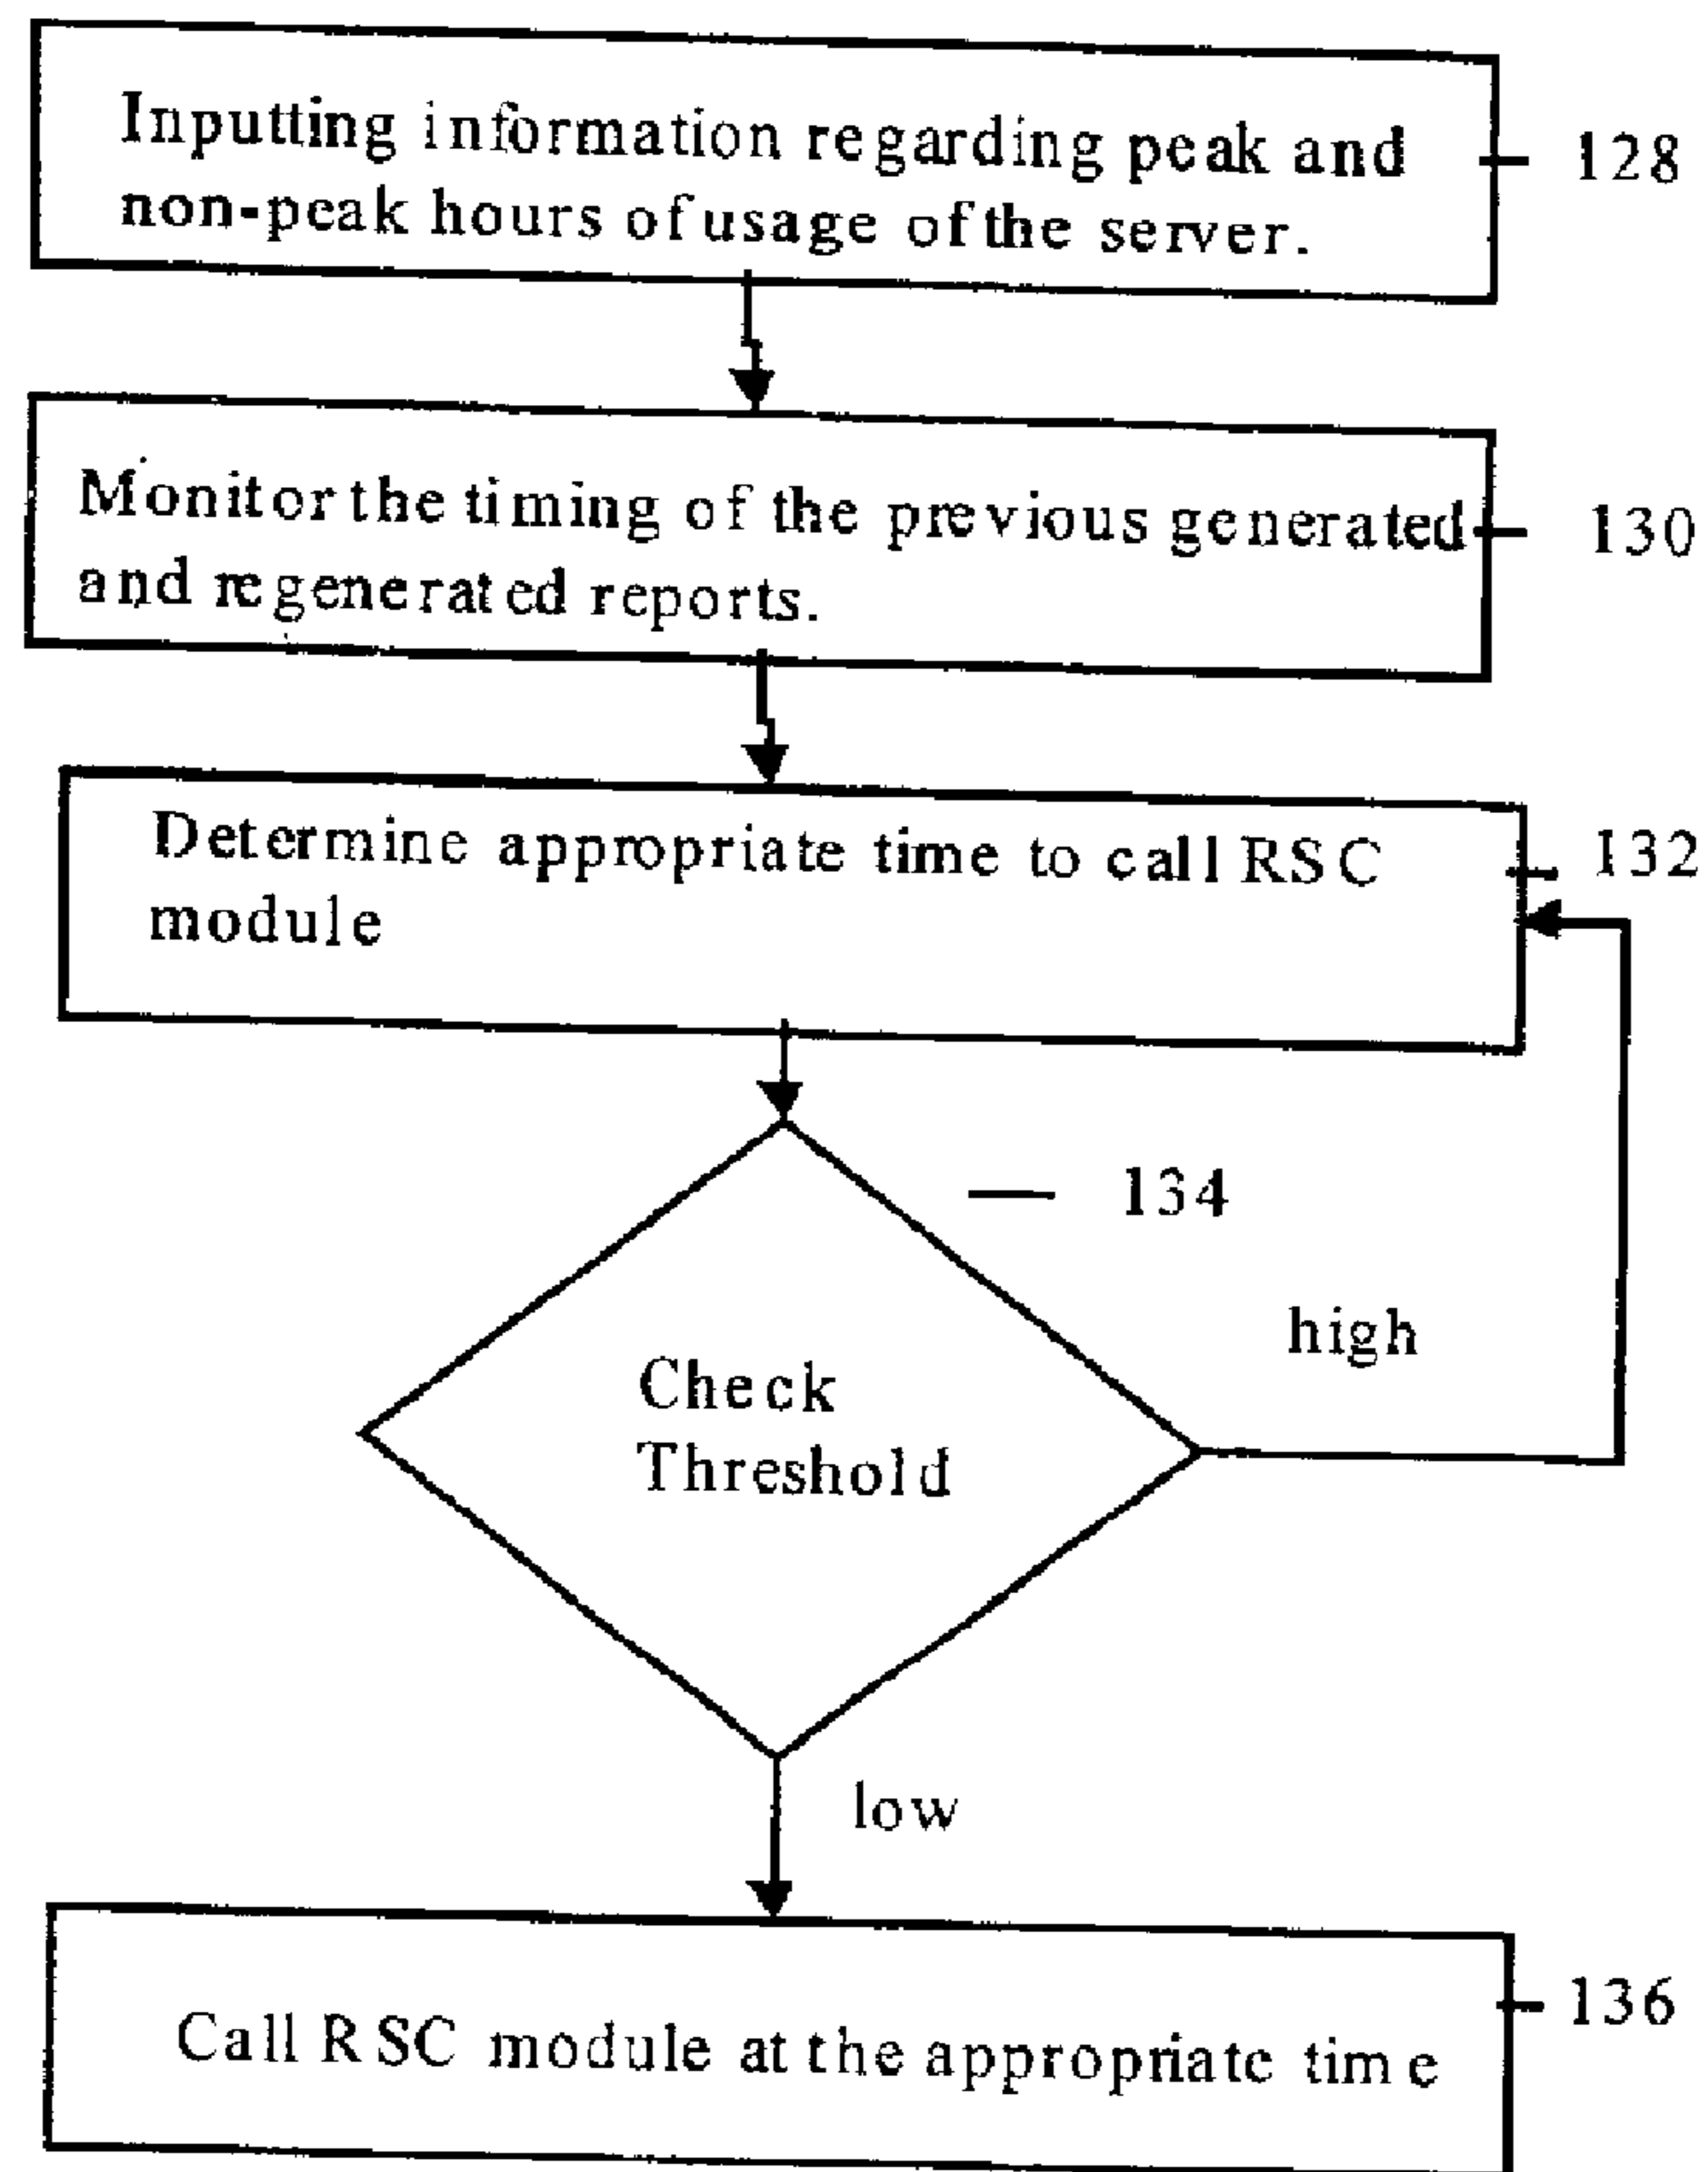 Inputting information regarding peak and
non-peak hours of usage of the server.
128
Monitor the timing of the previous generated
and regenerated reports.
130
Determine appropriate time to call RSC
module
132
134
high
Check
Threshold
low
Call RSC module at the appropriate time
136